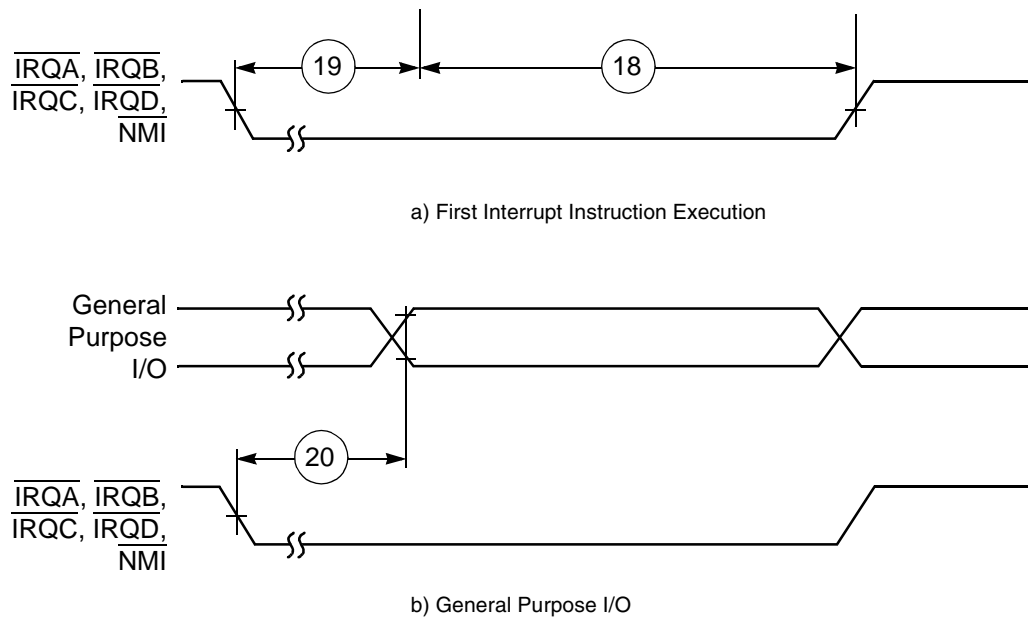 19
18
IRQA, IRQB,
IRQC, IRQD,
NMI
a) First Interrupt Instruction Execution
General
Purpose
I/O
20
IRQA, IRQB,
IRQC, IRQD,
NMI
b) General Purpose I/O